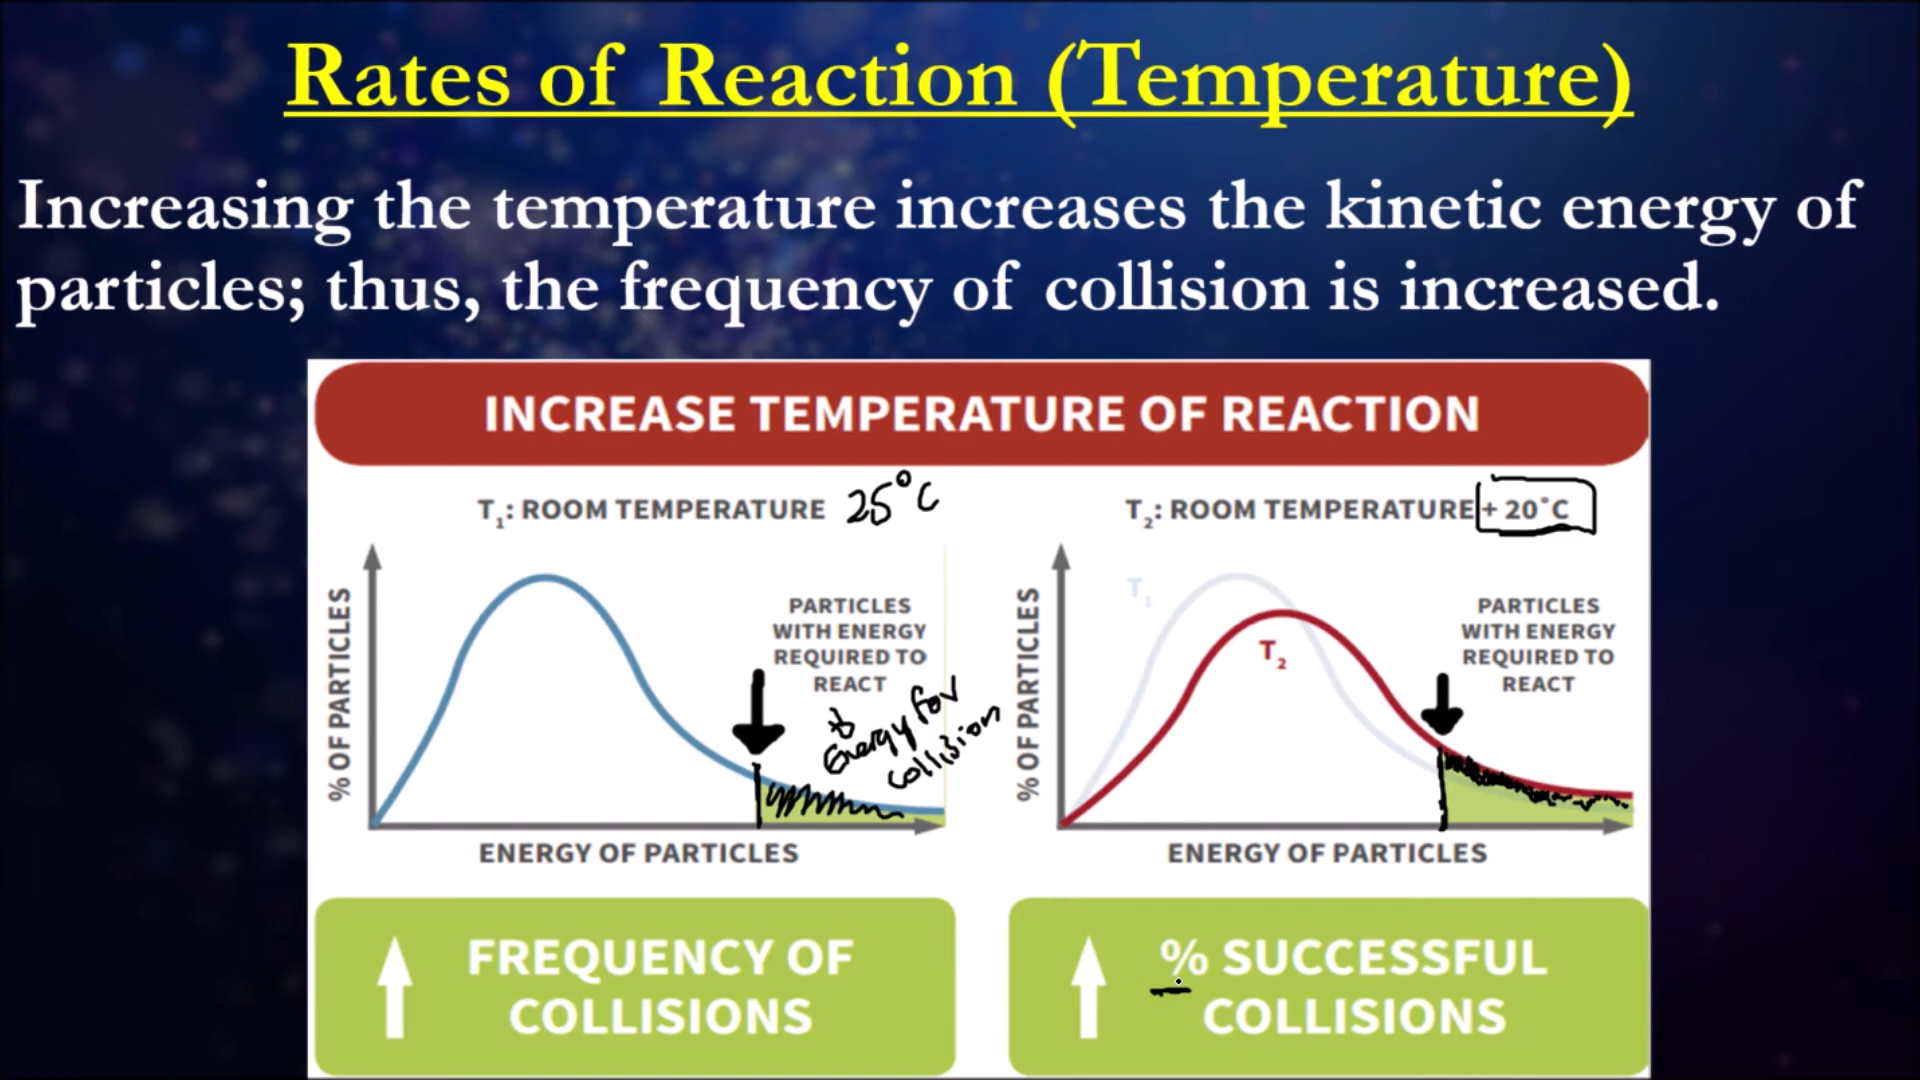 Rates of Reaction (Temperature)
Increasing the temperature increases the kinetic energy of
particles; thus, the frequency of collision is increased.
INCREASE TEMPERATURE OF REACTION
T₁: ROOM TEMPERATURE 25°C
% OF PARTICLES
PARTICLES
WITH ENERGY
REQUIRED TO
REACT
Energy for
collision
ENERGY OF PARTICLES
T₂: ROOM TEMPERATURE + 20°C
% OF PARTICLES
T₁
T₂
PARTICLES
WITH ENERGY
REQUIRED TO
REACT
ENERGY OF PARTICLES
FREQUENCY OF
COLLISIONS
% SUCCESSFUL
COLLISIONS